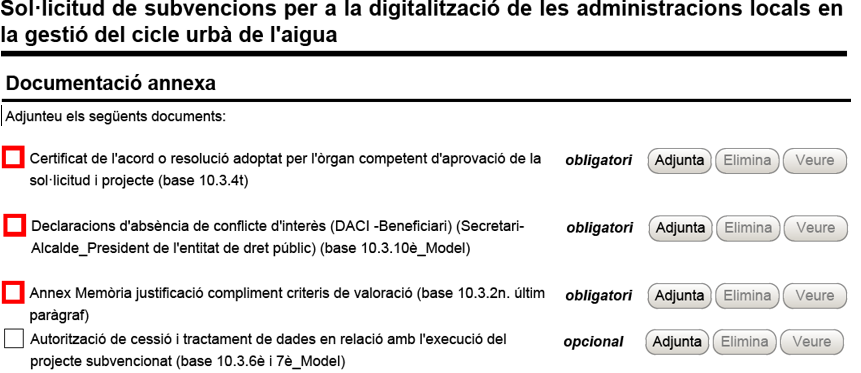 Sol·licitud de subvencions per a la digitalització de les administracions locals en
la gestió del cicle urbà de l'aigua
Documentació annexa
Adjunteu els següents documents:
Certificat de l'acord o resolució adoptat per l'òrgan competent d'aprovació de la
sol·licitud i projecte (base 10.3.4t)
obligatori Adjunta Elimina Veure
Declaracions d'absència de conflicte d'interès (DACI -Beneficiari) (Secretari-
Alcalde_President de l'entitat de dret públic) (base 10.3.10è_Model)
obligatori Adjunta Elimina Veure
Annex Memòria justificació compliment criteris de valoració (base 10.3.2n. últim
paràgraf)
obligatori Adjunta Elimina Veure
Autorització de cessió i tractament de dades en relació amb l'execució del
projecte subvencionat (base 10.3.6è i 7è_Model)
opcional Adjunta Elimina Veure